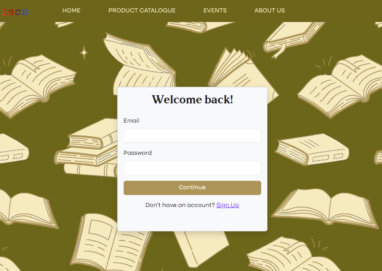 HOME PRODUCT CATALOGUE EVENTS ABOUT US
Welcome back!
Email
Password
Continue
Don't have an account? Sign Up